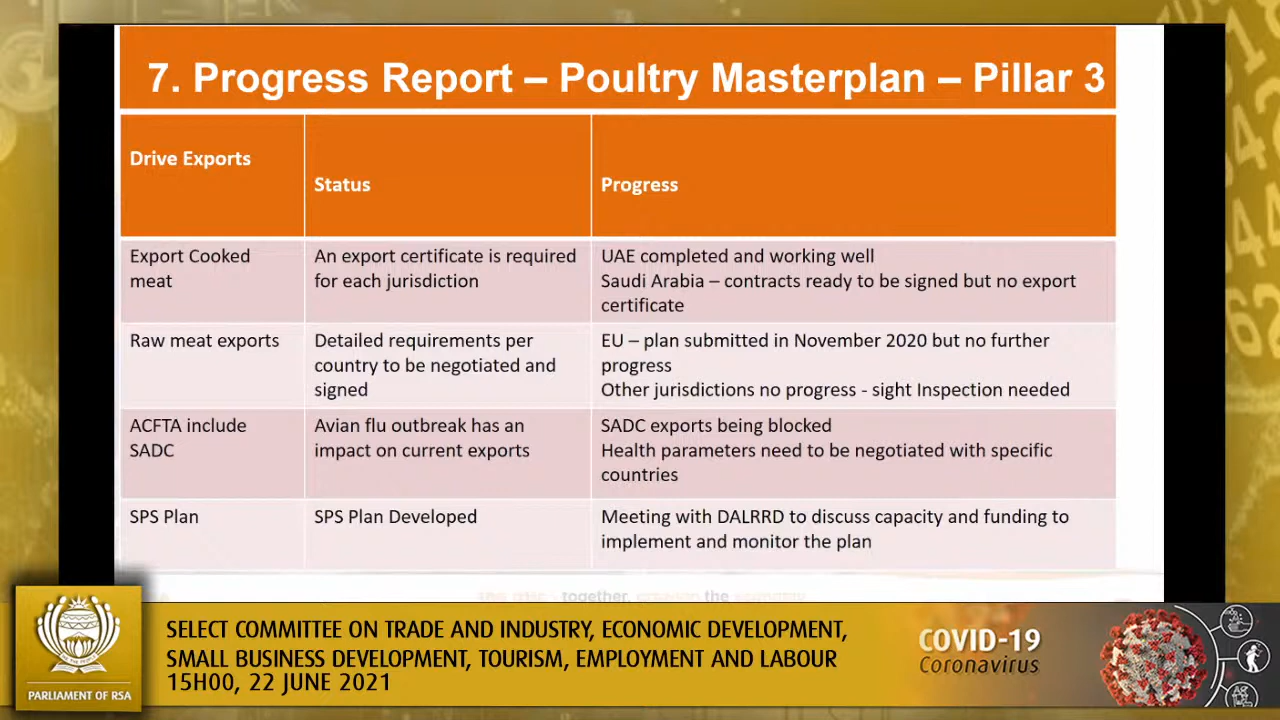 7. Progress Report – Poultry Masterplan – Pillar 3
Drive Exports
Status
Progress
Export Cooked
meat
An export certificate is required
for each jurisdiction
UAE completed and working well
Saudi Arabia – contracts ready to be signed but no export
certificate
Raw meat exports
Detailed requirements per
country to be negotiated and
signed
EU – plan submitted in November 2020 but no further
progress
Other jurisdictions no progress - sight Inspection needed
ACFTA include
SADC
Avian flu outbreak has an
impact on current exports
SADC exports being blocked
Health parameters need to be negotiated with specific
countries
SPS Plan
SPS Plan Developed
Meeting with DALRRD to discuss capacity and funding to
implement and monitor the plan
together, the
SELECT COMMITTEE ON TRADE AND INDUSTRY, ECONOMIC DEVELOPMENT,
SMALL BUSINESS DEVELOPMENT, TOURISM, EMPLOYMENT AND LABOUR
15H00, 22 JUNE 2021
PARLIAMENT OF RSA
COVID-19
Coronavirus